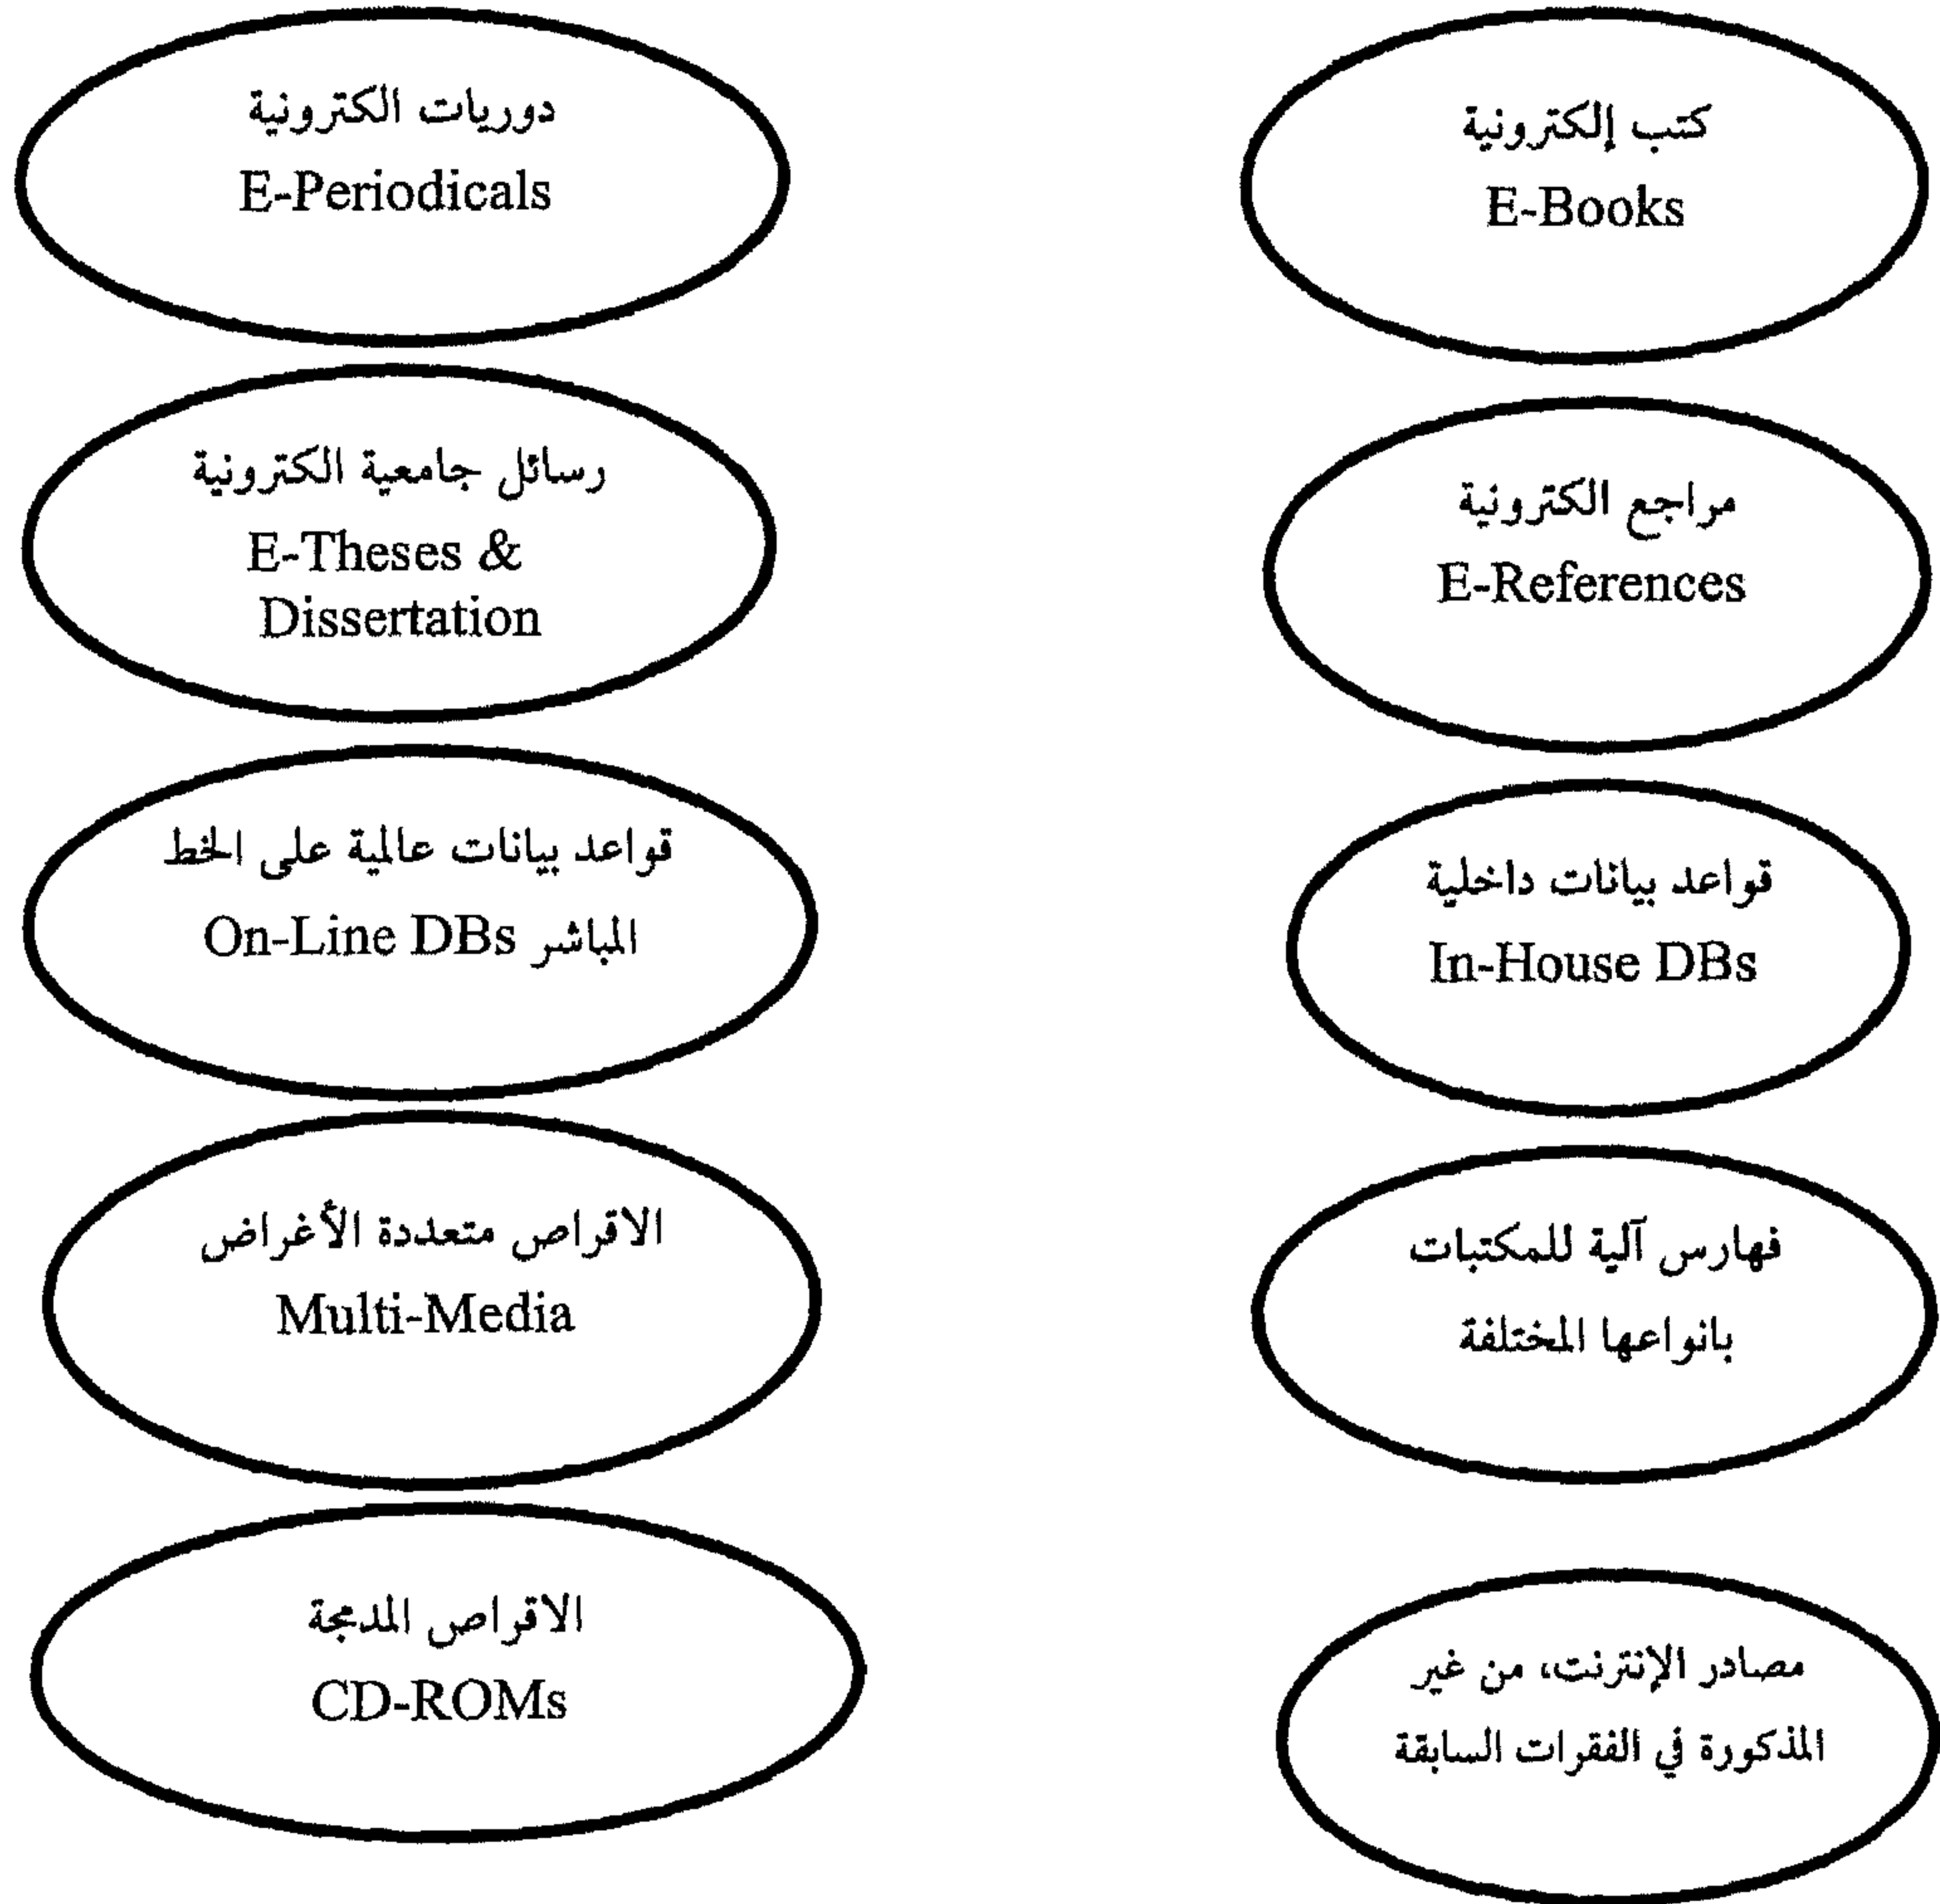 كتب إلكترونية
E-Books
دوريات الكترونية
E-Periodicals
مراجع الكترونية
E-References
رسائل جامعية الكترونية
E-Theses &
Dissertation
قواعد بيانات داخلية
In-House DBs
قواعد بيانات عالمية على الخط
المباشر On-Line DBs
فهارس آلية للمكتبات
بانواعها المختلفة
الاقراص متعددة الأغراض
Multi-Media
مصادر الإنترنت، من غير
المذكورة في الفقرات السابقة
الاقراص المدمجة
CD-ROMs